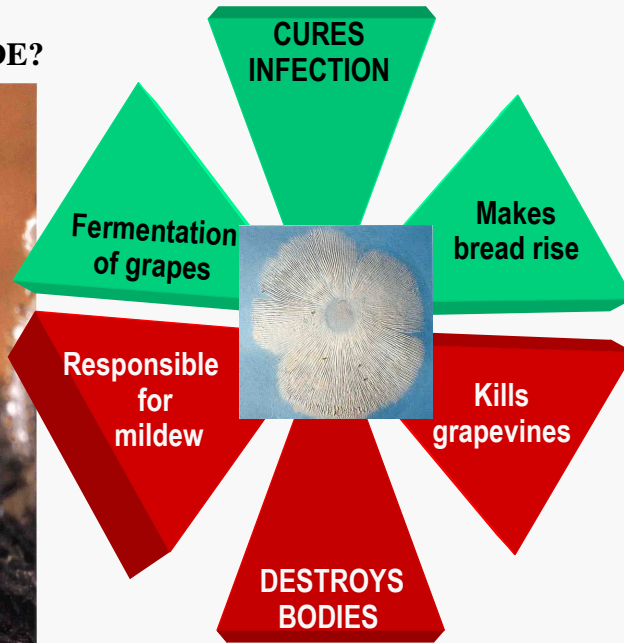 DE?
CURES
INFECTION
Fermentation
of grapes
Makes
bread rise
Responsible
for
mildew
Kills
grapevines
DESTROYS
BODIES